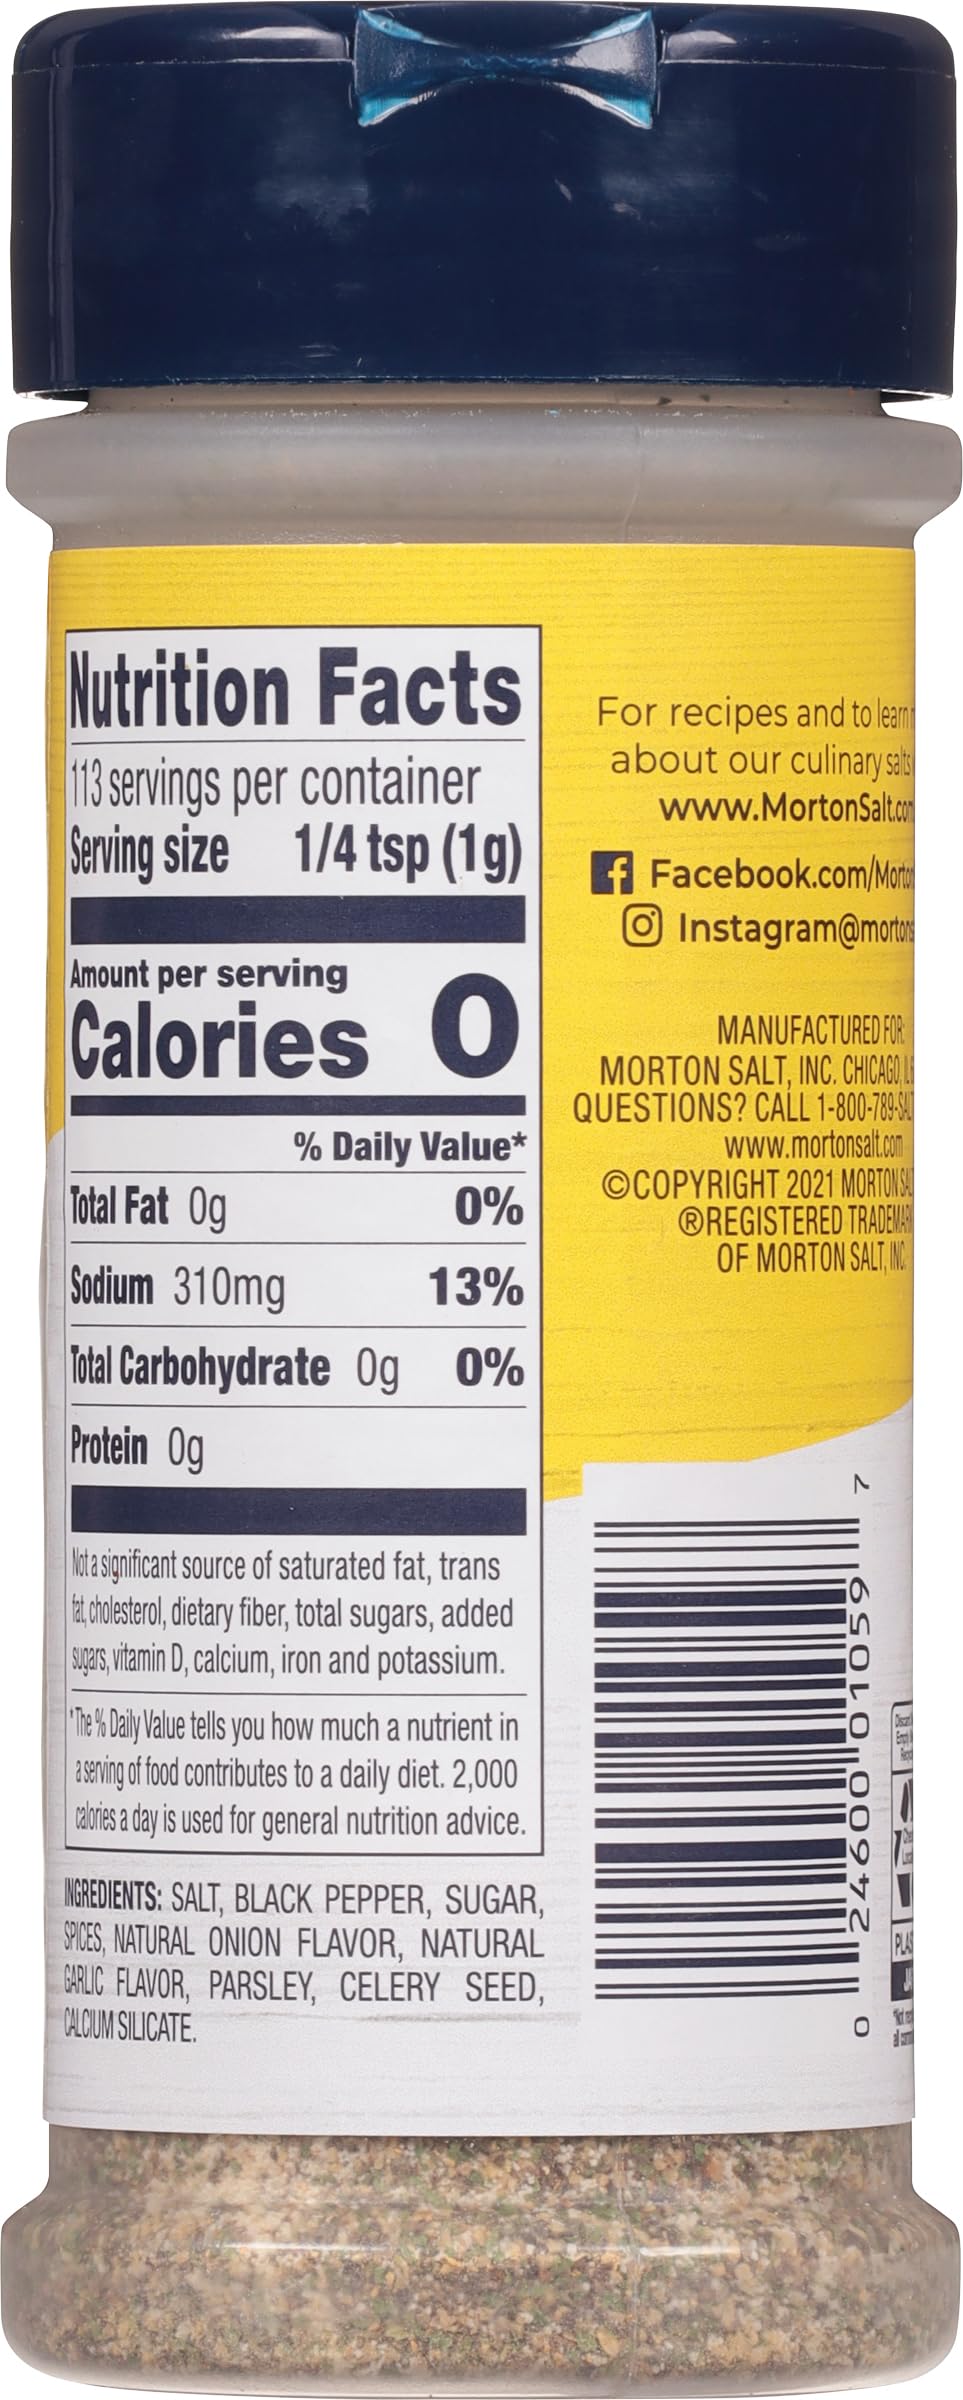 Nutrition Facts
113 servings per container
Serving size 1/4 tsp (1g)
Amount per serving
Calories 0
% Daily Value*
Total Fat 0g 0%
Sodium 310mg 13%
Total Carbohydrate 0g 0%
Protein 0g
Not a significant source of saturated fat, trans
fat, cholesterol, dietary fiber, total sugars, added
sugars, vitamin D, calcium, iron and potassium.
*The % Daily Value tells you how much a nutrient in
a serving of food contributes to a daily diet. 2,000
calories a day is used for general nutrition advice.
INGREDIENTS: SALT, BLACK PEPPER, SUGAR,
SPICES, NATURAL ONION FLAVOR, NATURAL
GARLIC FLAVOR, PARSLEY, CELERY SEED,
CALCIUM SILICATE.
For recipes and to learn
about our culinary salts
www.MortonSalt.com
Facebook.com/Morton
Instagram@mortons
MANUFACTURED FOR:
MORTON SALT, INC. CHICAGO, IL
QUESTIONS? CALL 1-800-789-SALT
www.mortonsalt.com
©COPYRIGHT 2021 MORTON SAL
®REGISTERED TRADEMARK
OF MORTON SALT, INC.
0 24600 01059 7
PLAS